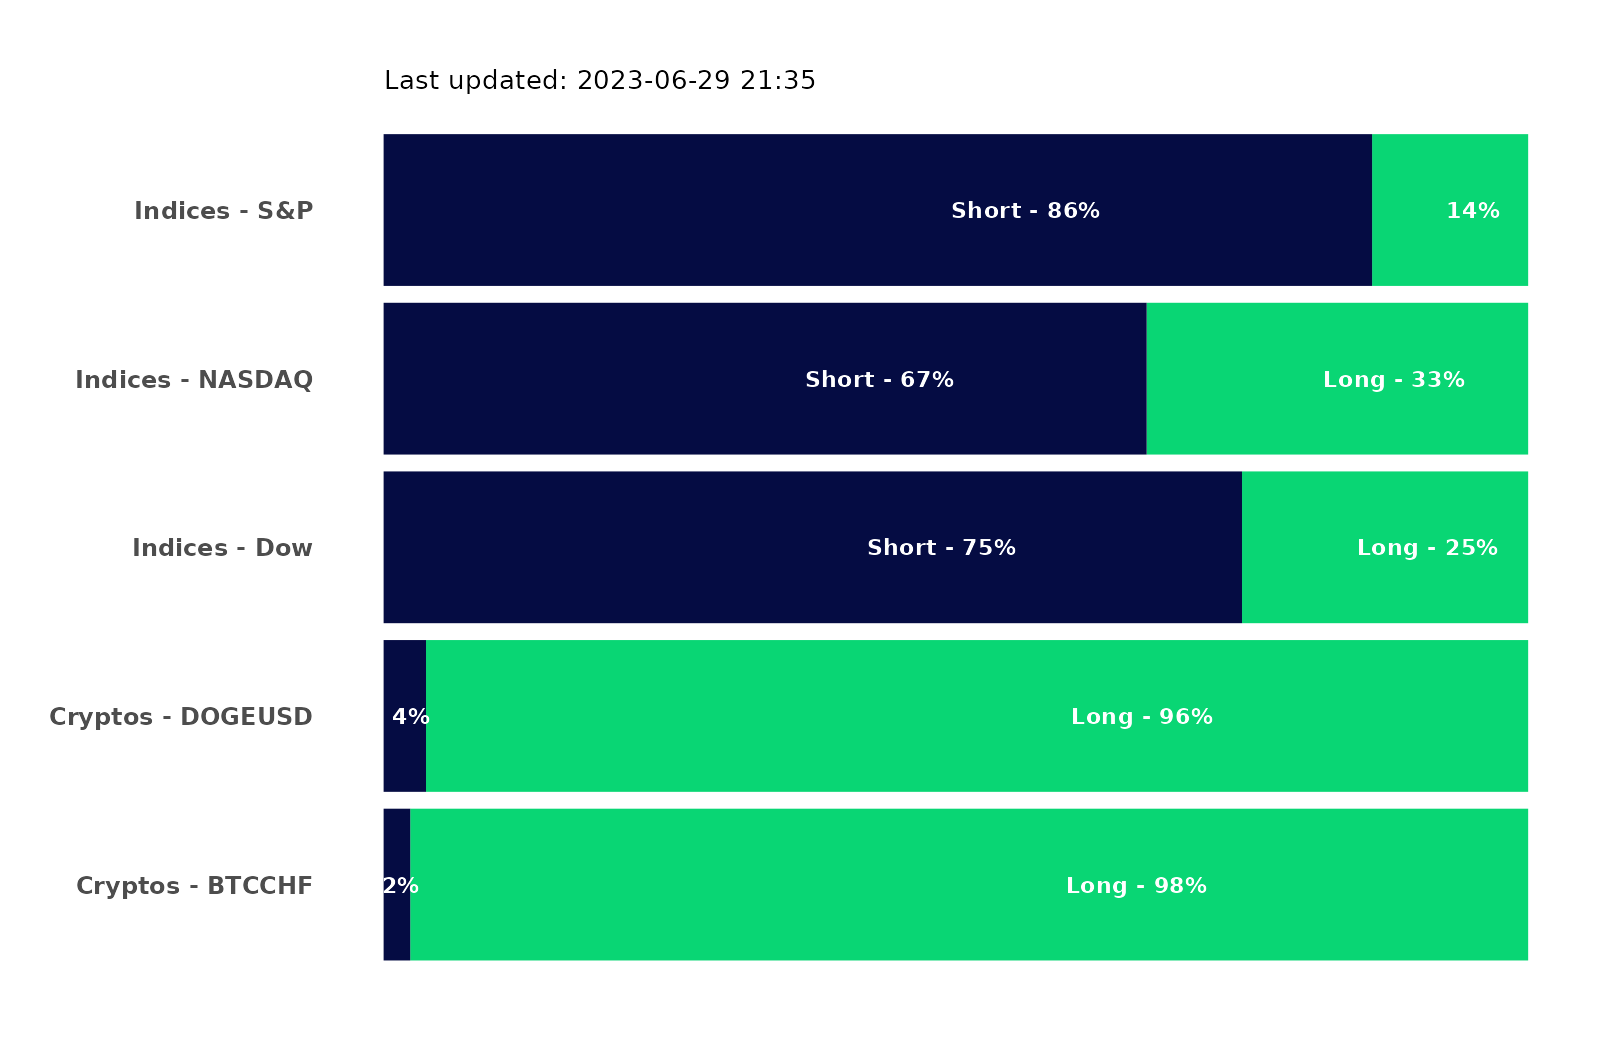 Last updated: 2023-06-29 21:35
Indices - S&P
Short - 86%
14%
Indices - NASDAQ
Short - 67%
Long - 33%
Indices - Dow
Short - 75%
Long - 25%
Cryptos - DOGEUSD
4%
Long - 96%
Cryptos - BTCCHF
2%
Long - 98%